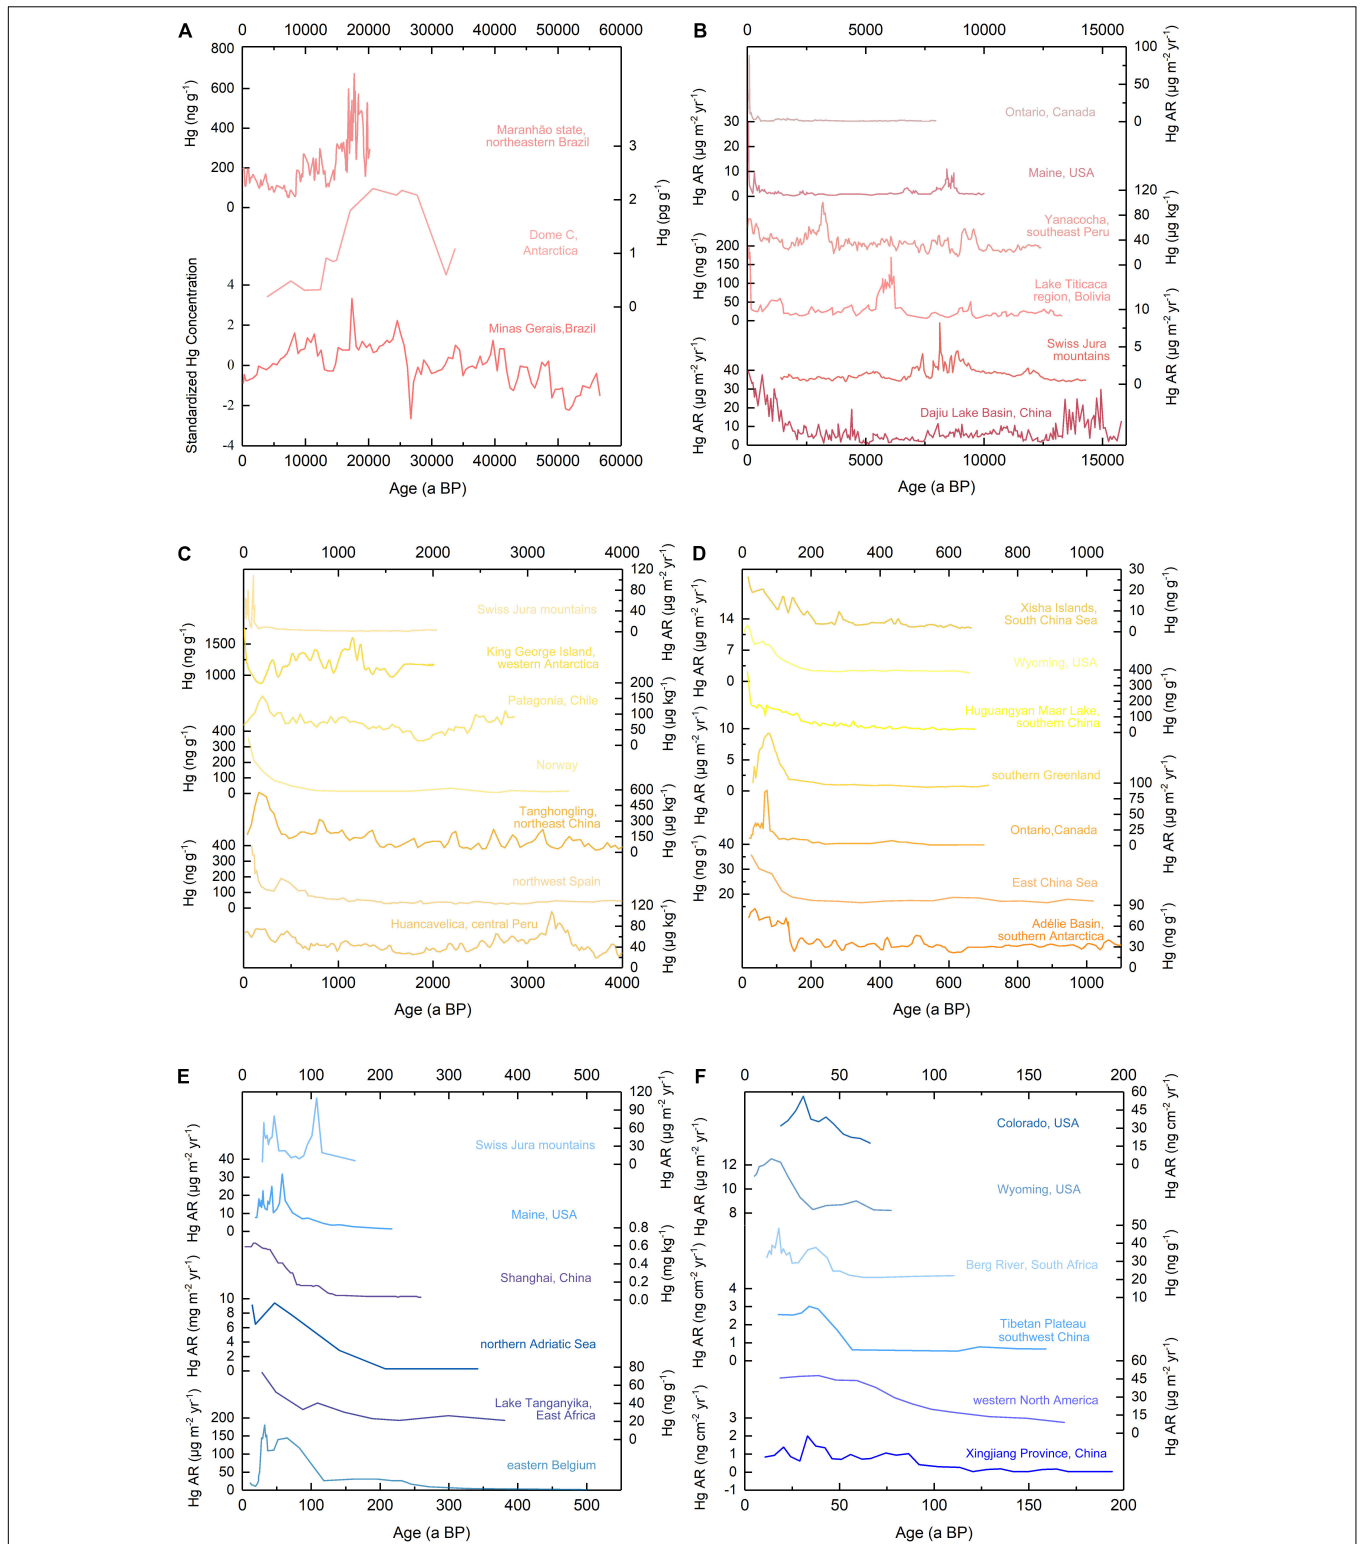 A
0 10000 20000 30000 40000 50000 60000
800
600
400
200
0
Hg (ng g-1)
Maranhão state,
northeastern Brazil
3
2
1
0
Hg (pg g-1)
Dome C,
Antarctica
4
2
0
-2
-4
Standardized Hg Concentration
Minas Gerais,Brazil
0 10000 20000 30000 40000 50000 60000
Age (a BP)
B
0 5000 10000 15000
100
50
0
Hg AR (µg m-2 yr-1)
Ontario, Canada
30
20
10
0
Hg AR (µg m-2 yr-1)
Maine, USA
120
80
40
0
Hg (µg kg-1)
Yanacocha,
southeast Peru
200
150
100
50
0
Hg (ng g-1)
Lake Titicaca
region, Bolivia
10
5
0
Hg AR (µg m-2 yr-1)
Swiss Jura
mountains
40
30
20
10
0
Hg AR (µg m-2 yr-1)
Dajiu Lake Basin, China
0 5000 10000 15000
Age (a BP)
C
0 1000 2000 3000 4000
120
80
40
0
Hg AR (µg m-2 yr-1)
Swiss Jura mountains
1500
1000
Hg (ng g-1)
King George Island,
western Antarctica
200
150
100
50
0
Hg (µg kg-1)
Patagonia, Chile
400
300
200
100
0
Hg (ng g-1)
Norway
600
450
300
150
0
Hg (µg kg-1)
Tanghongling,
northeast China
400
300
200
100
0
Hg (ng g-1)
northwest Spain
120
80
40
0
Hg (µg kg-1)
Huancavelica, central Peru
0 1000 2000 3000 4000
Age (a BP)
D
0 200 400 600 800 1000
30
20
10
0
Hg (ng g-1)
Xisha Islands,
South China Sea
14
7
0
Hg AR (µg m-2 yr-1)
Wyoming, USA
400
300
200
100
0
Hg (ng g-1)
Huguangyan Maar Lake,
southern China
10
5
0
Hg AR (µg m-2 yr-1)
southern Greenland
100
75
50
25
0
Hg AR (µg m-2 yr-1)
Ontario,Canada
40
30
20
Hg (ng g-1)
East China Sea
90
60
30
0
Hg (ng g-1)
Adélie Basin,
southern Antarctica
0 200 400 600 800 1000
Age (a BP)
E
0 100 200 300 400 500
120
90
60
30
0
Hg AR (µg m-2 yr-1)
Swiss Jura mountains
40
30
20
10
0
Hg AR (µg m-2 yr-1)
Maine, USA
0.8
0.6
0.4
0.2
0.0
Hg (mg kg-1)
Shanghai, China
10
8
6
4
2
0
Hg AR (mg m-2 yr-1)
northern Adriatic Sea
80
60
40
20
0
Hg (ng g-1)
Lake Tanganyika,
East Africa
200
150
100
50
0
Hg AR (µg m-2 yr-1)
eastern Belgium
0 100 200 300 400 500
Age (a BP)
F
0 50 100 150 200
60
45
30
15
0
Hg AR (ng cm-2 yr-1)
Colorado, USA
12
10
8
Hg AR (µg m-2 yr-1)
Wyoming, USA
50
40
30
20
10
Hg (ng g-1)
Berg River, South Africa
4
3
2
1
0
Hg AR (ng cm-2 yr-1)
Tibetan Plateau
southwest China
60
45
30
15
0
Hg AR (µg m-2 yr-1)
western North America
3
2
1
0
-1
Hg AR (ng cm-2 yr-1)
Xingjiang Province, China
0 50 100 150 200
Age (a BP)